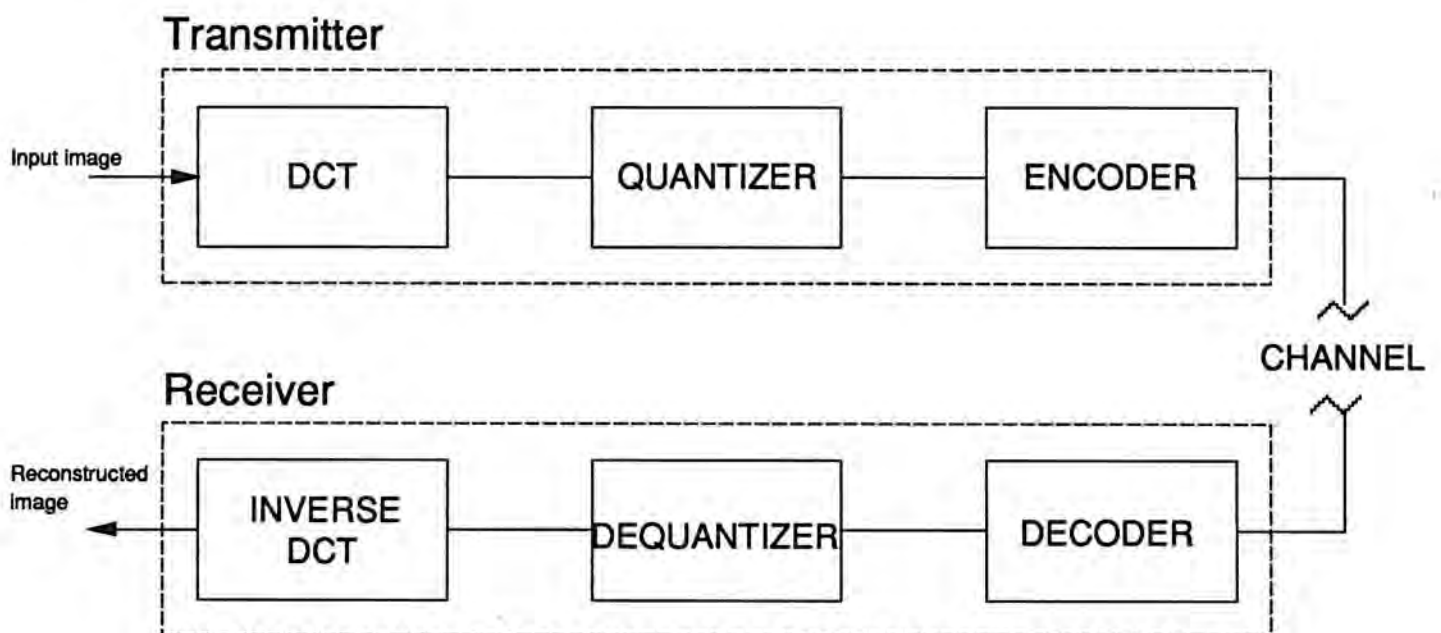 Transmitter
Input image
DCT
QUANTIZER
ENCODER
CHANNEL
Receiver
Reconstructed
image
INVERSE
DCT
DEQUANTIZER
DECODER